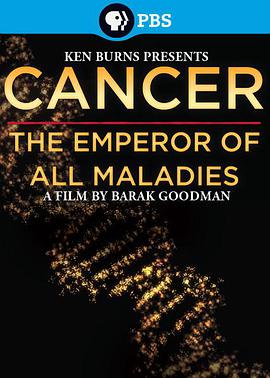 PBS
KEN BURNS PRESENTS
CANCER
THE EMPEROR OF
ALL MALADIES
A FILM BY BARAK GOODMAN